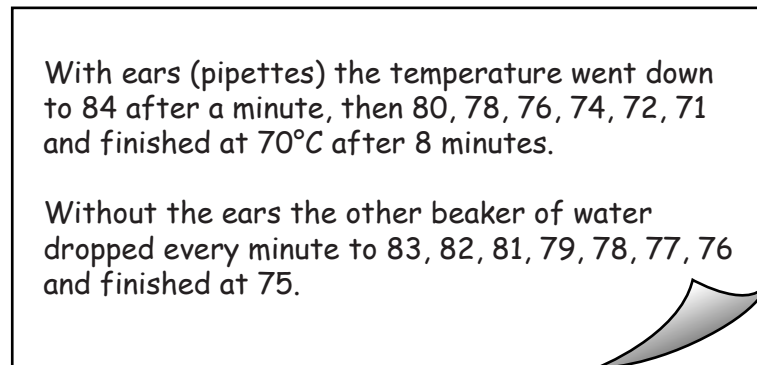 With ears (pipettes) the temperature went down
to 84 after a minute, then 80, 78, 76, 74, 72, 71
and finished at 70°C after 8 minutes.
Without the ears the other beaker of water
dropped every minute to 83, 82, 81, 79, 78, 77, 76
and finished at 75.